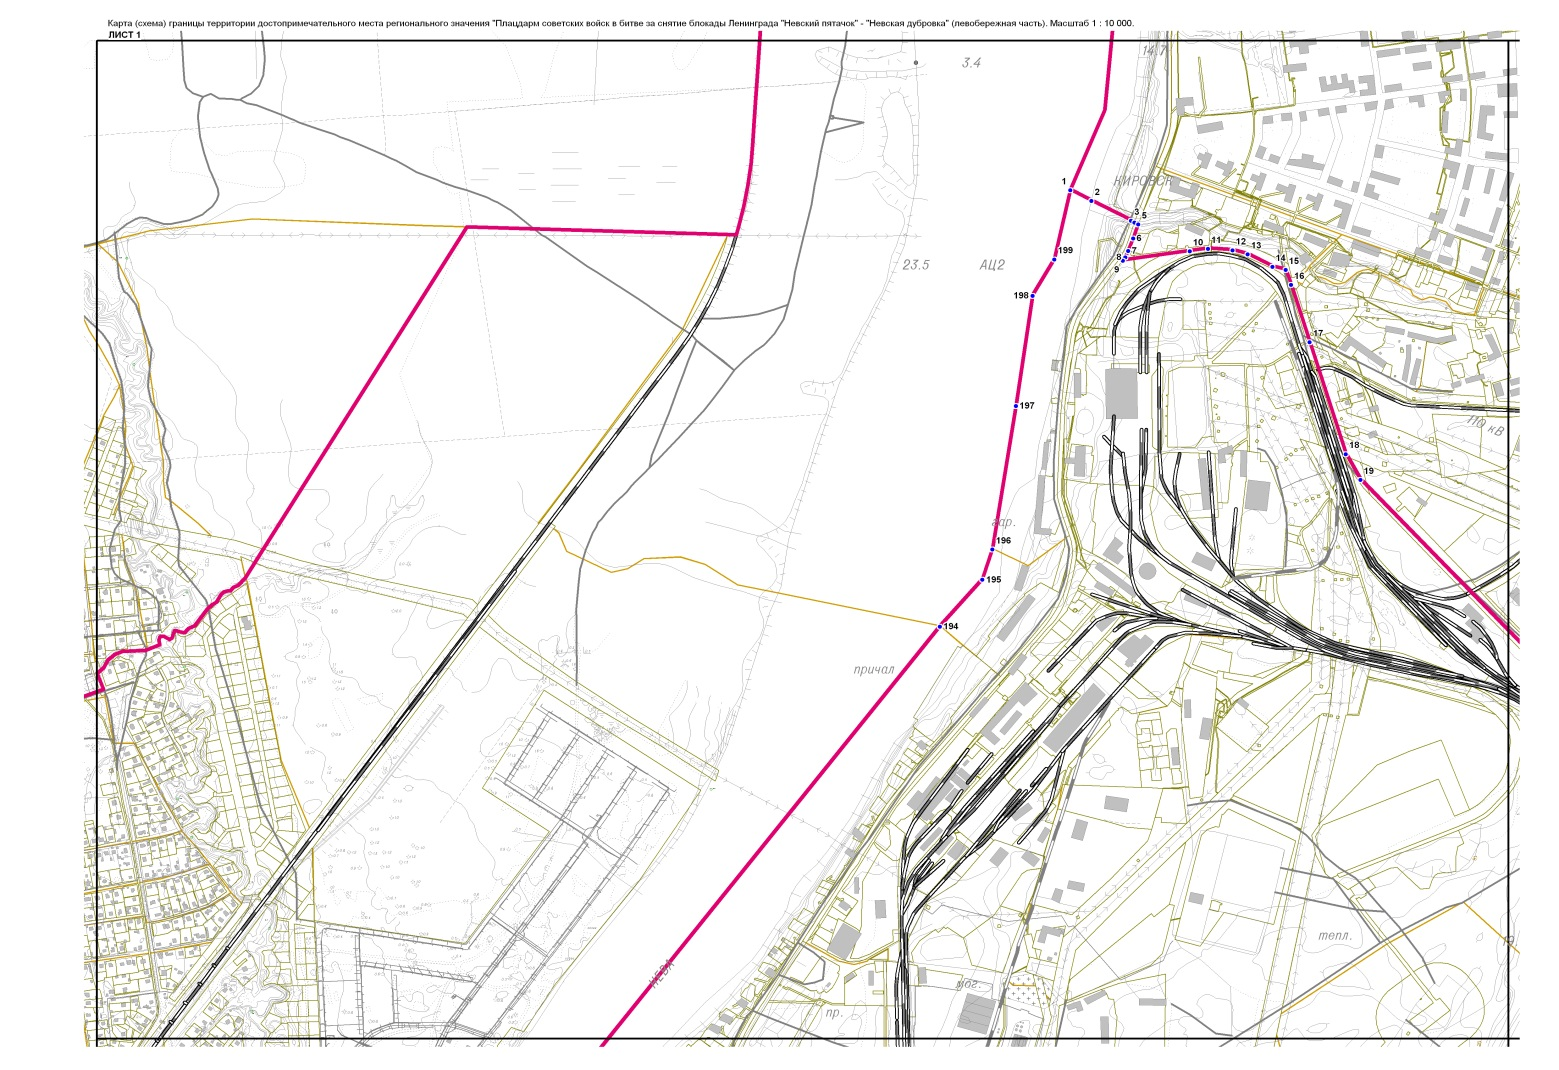 Карта (схема) границы территории достопримечательного места регионального значения "Плацдарм советских войск в битве за снятие блокады Ленинграда "Невский пятачок" - "Невская дубровка" (левобережная часть). Масштаб 1 : 10 000.
ЛИСТ 1
14.7
3.4
1
КИРОВСК
2
3
5
6
7
8
9
10
11
12
13
14
15
16
199
23.5
АЦ2
198
17
197
110 кВ
18
19
гар.
196
195
194
причал
тепл.
НЕВА
мог.
пр.